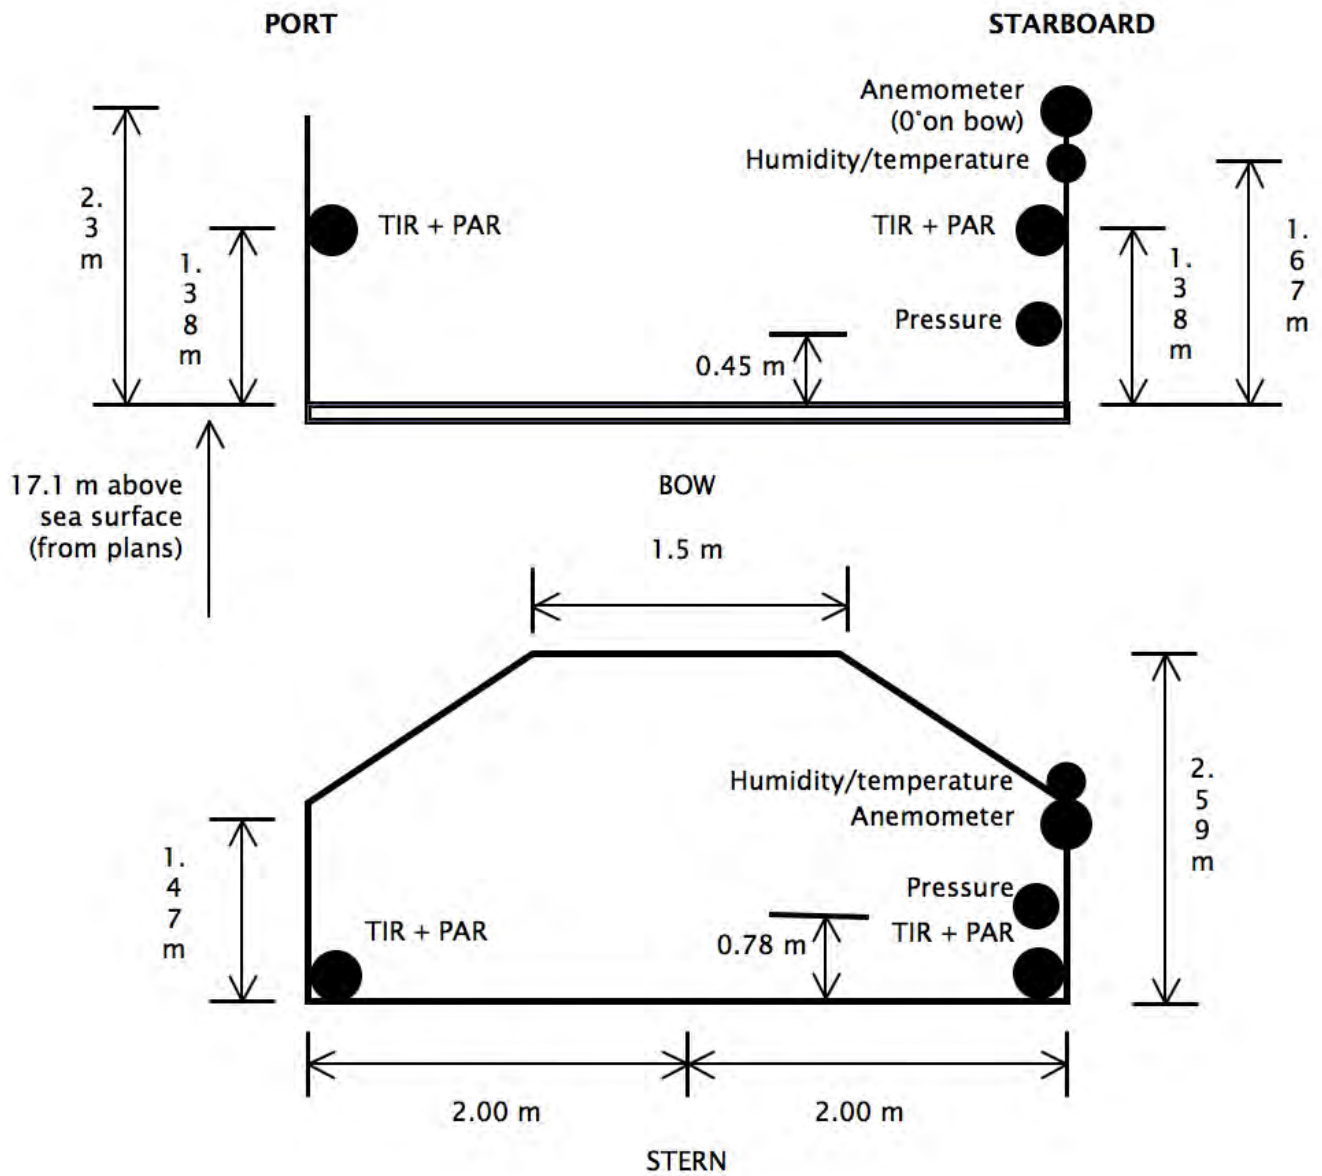 PORT
STARBOARD
Anemometer
(0°on bow)
Humidity/temperature
2.
3
m
TIR + PAR
TIR + PAR
1.
3
8
m
1.
3
8
m
1.
6
7
m
Pressure
0.45 m
17.1 m above
sea surface
(from plans)
BOW
1.5 m
Humidity/temperature
Anemometer
2.
5
9
m
1.
4
7
m
Pressure
TIR + PAR
TIR + PAR
0.78 m
2.00 m
2.00 m
STERN